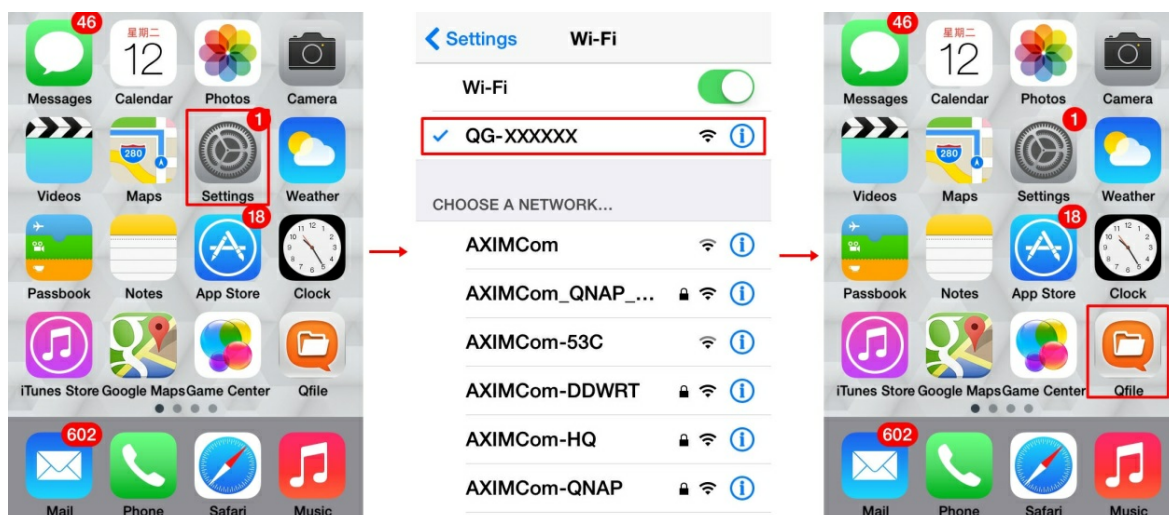 46
星期二
12
Messages Calendar Photos Camera
1
280
Videos Maps Settings Weather
18
Passbook Notes App Store Clock
iTunes Store Google Maps Game Center Qfile
602
Mail Phone Safari Music
Settings Wi-Fi
Wi-Fi
QG-XXXXXX
CHOOSE A NETWORK...
AXIMCom
AXIMCom_QNAP_...
AXIMCom-53C
AXIMCom-DDWRT
AXIMCom-HQ
AXIMCom-QNAP
46
星期二
12
Messages Calendar Photos Camera
1
280
Videos Maps Settings Weather
18
Passbook Notes App Store Clock
iTunes Store Google Maps Game Center Qfile
602
Mail Phone Safari Music